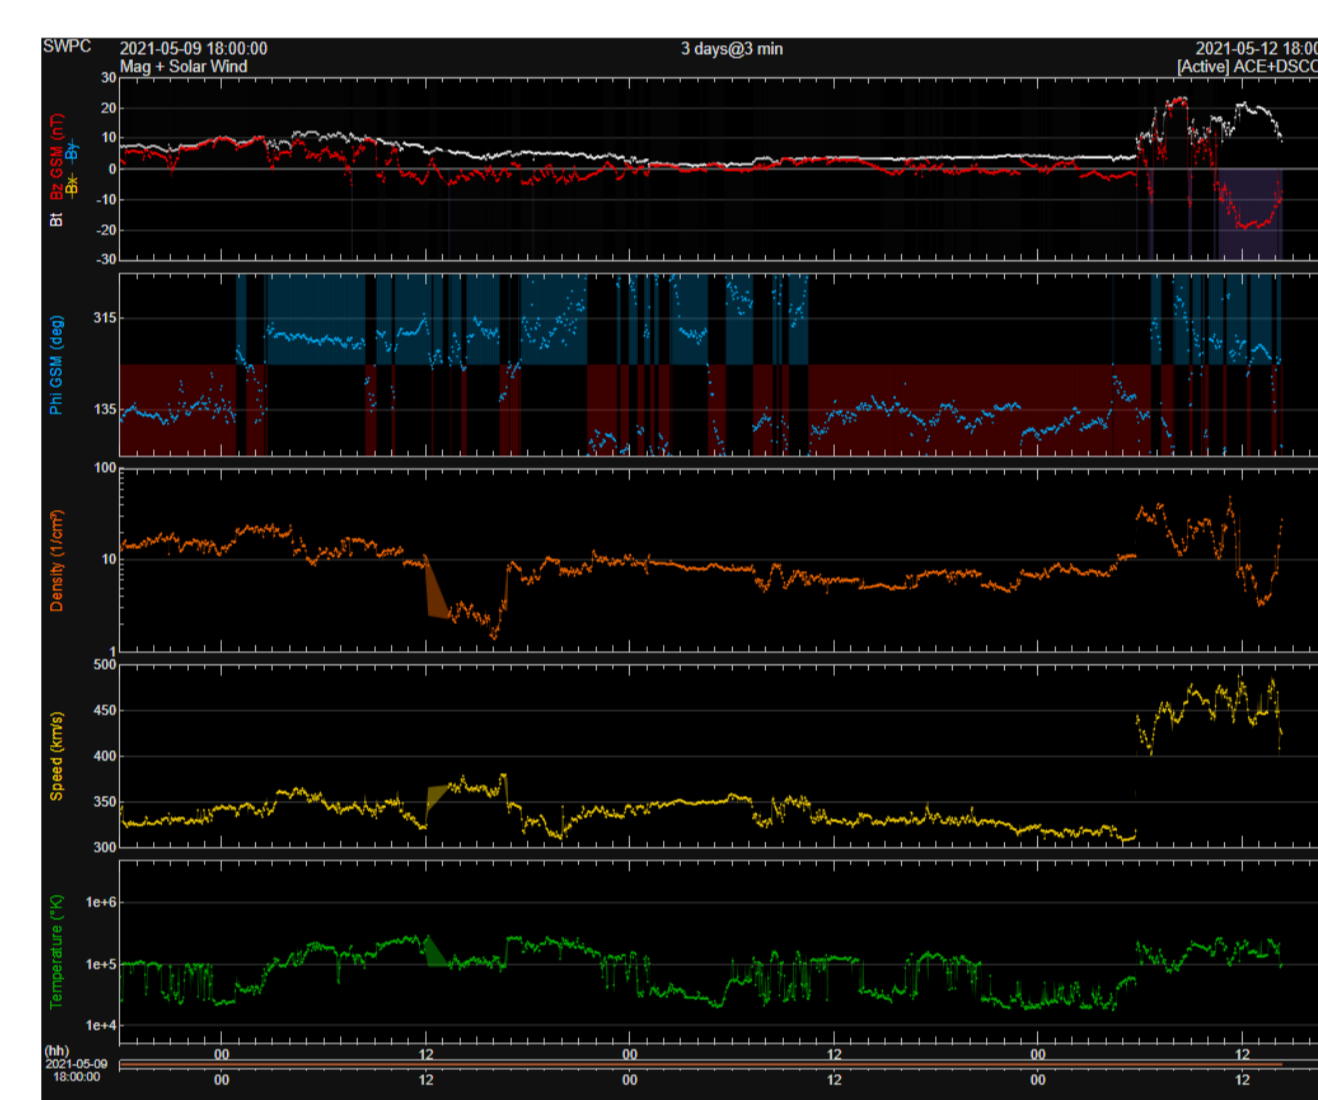 SWPC 2021-05-09 18:00:00 3 days@3 min 2021-05-12 18:00
Mag + Solar Wind [Active] ACE+DSCO
Bt Bz GSM (nT)
Bx By
30
20
10
0
-10
-20
-30
Phi GSM (deg)
315
135
Density (1/cm³)
100
10
1
Speed (km/s)
500
450
400
350
300
Temperature (°K)
1e+6
1e+5
1e+4
(hh) 00 12 00 12 00 12
2021-05-09
18:00:00 00 12 00 12 00 12